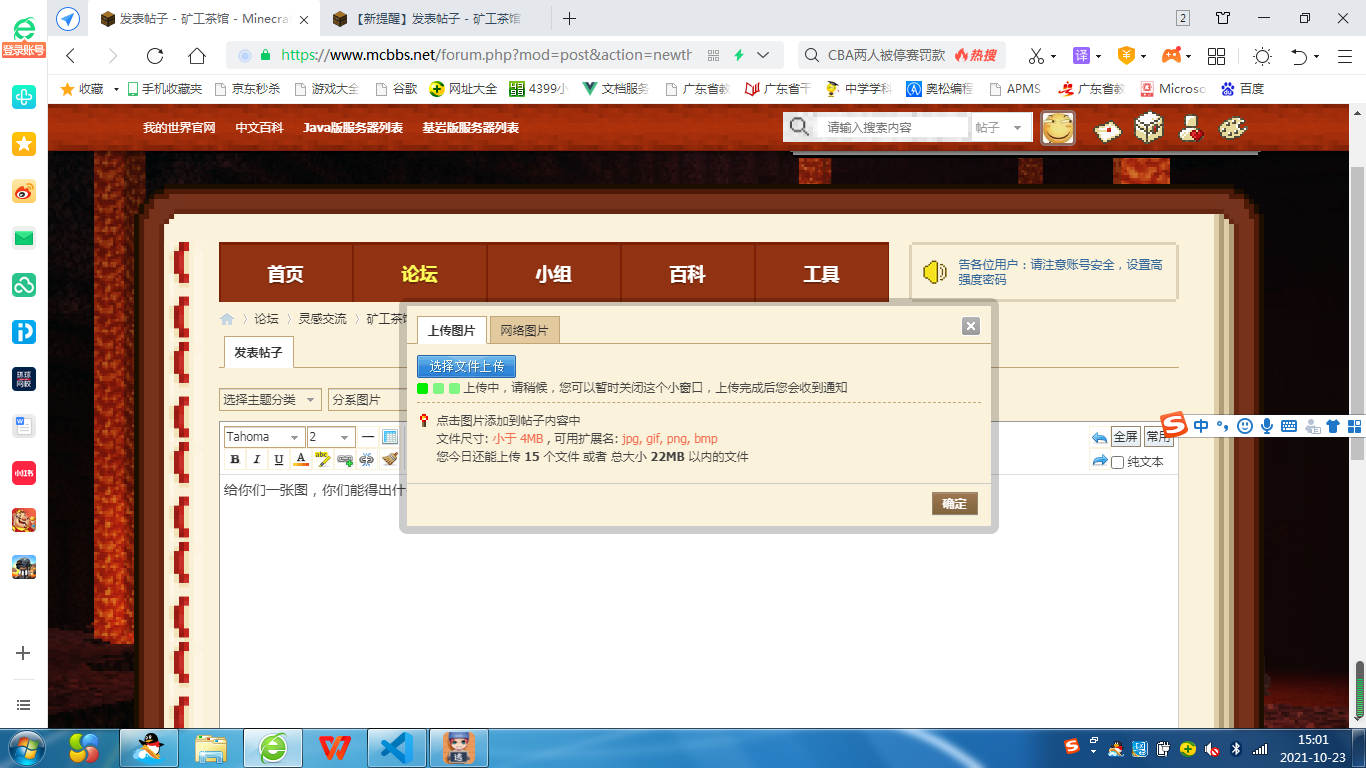 发表帖子 - 矿工茶馆 - Minecra
【新提醒】发表帖子 - 矿工茶馆
2
登录账号
https://www.mcbbs.net/forum.php?mod=post&action=newth
CBA两人被停赛罚款
热搜
译
收藏
手机收藏夹
京东秒杀
游戏大全
谷歌
网址大全
4399小
文档服务
广东省教
广东省干
中学学科
奥松编程
APMS
广东省教
Microso
百度
我的世界官网
中文百科
Java版服务器列表
基岩版服务器列表
请输入搜索内容
帖子
首页
论坛
小组
百科
工具
告各位用户：请注意账号安全，设置高
强度密码
论坛
灵感交流
矿工茶馆
发表帖子
选择主题分类
分系图片
Tahoma
2
B I U A
全屏
常用
纯文本
给你们一张图，你们能得出什
上传图片
网络图片
选择文件上传
上传中，请稍候，您可以暂时关闭这个小窗口，上传完成后您会收到通知
点击图片添加到帖子内容中
文件尺寸: 小于 4MB , 可用扩展名: jpg, gif, png, bmp
您今日还能上传 15 个文件 或者 总大小 22MB 以内的文件
确定
中
小红书
15:01
2021-10-23